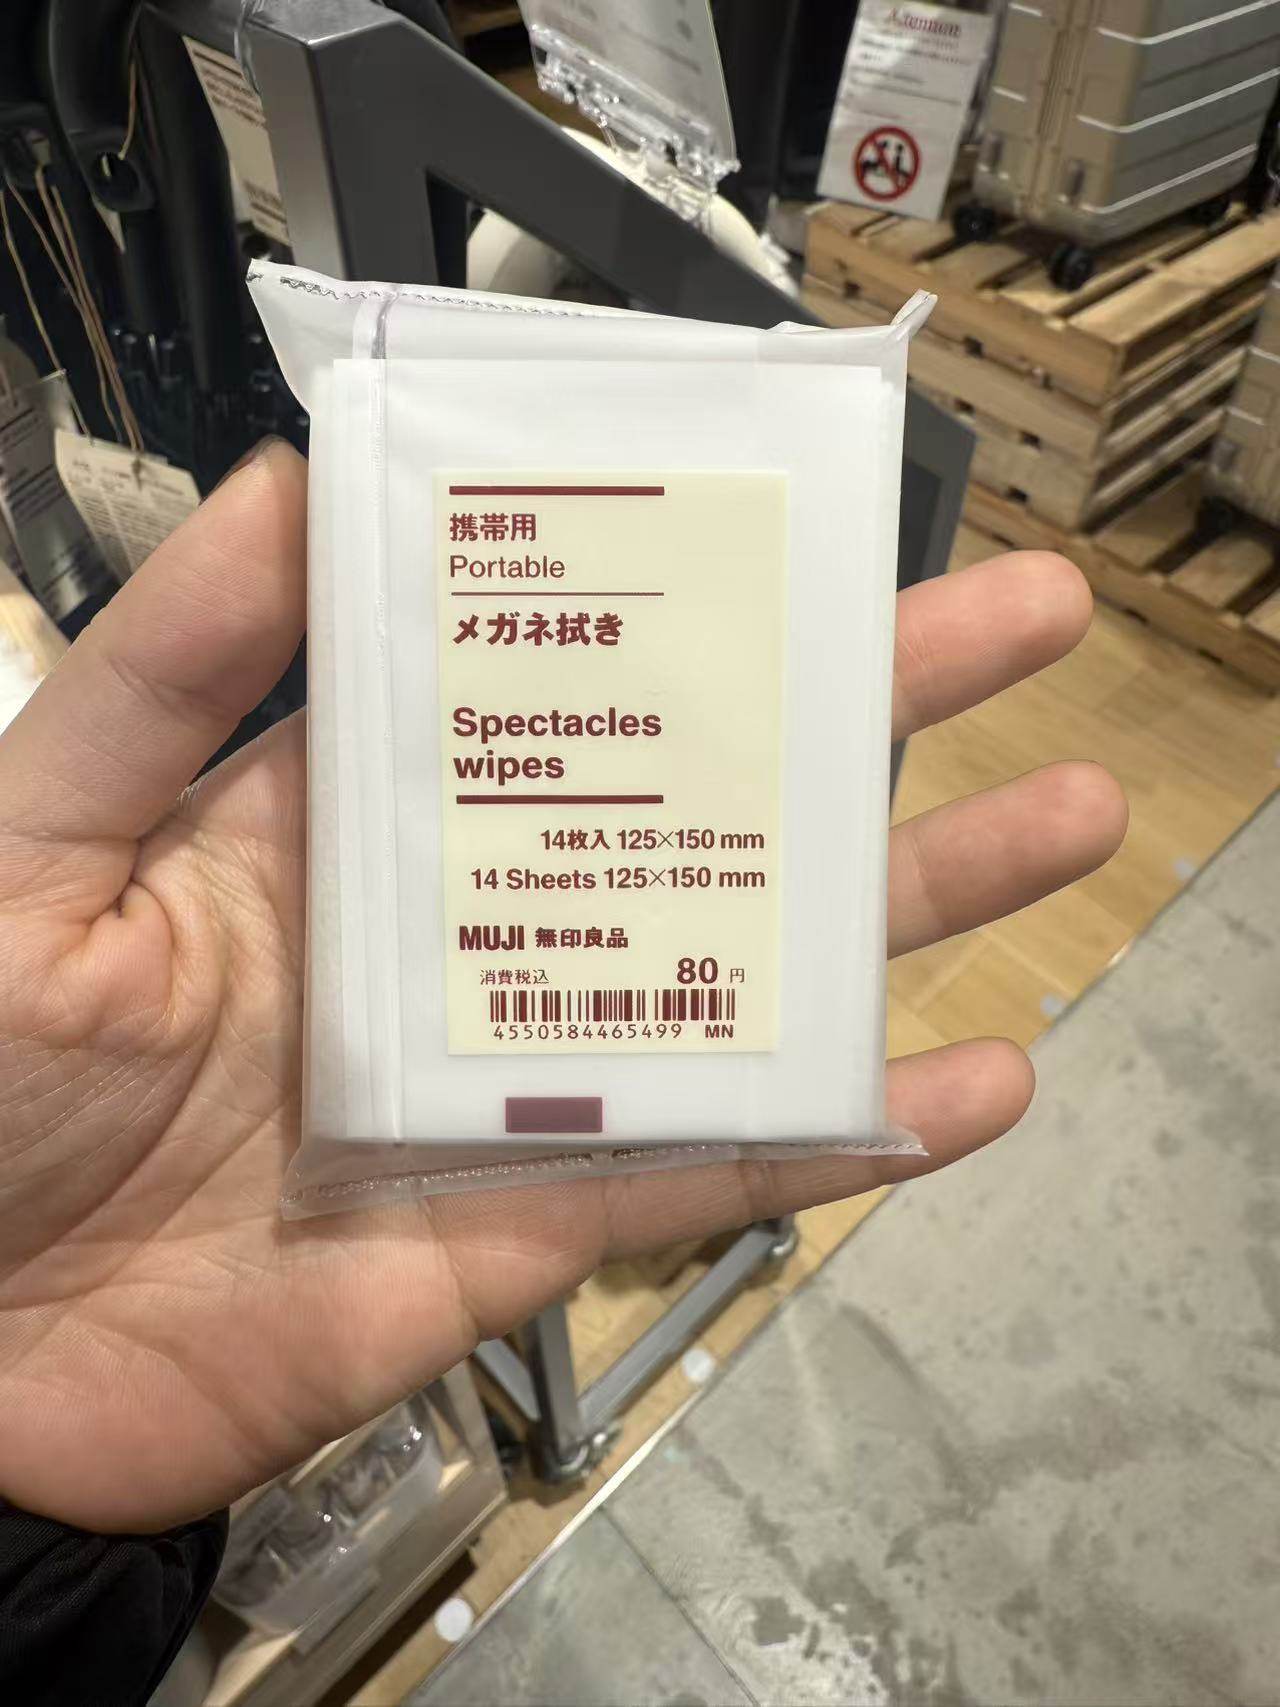 Attention
携帯用
Portable
メガネ拭き
Spectacles
wipes
14枚入 125×150 mm
14 Sheets 125×150 mm
MUJI 無印良品
消費税込 80 円
4550584465499 MN